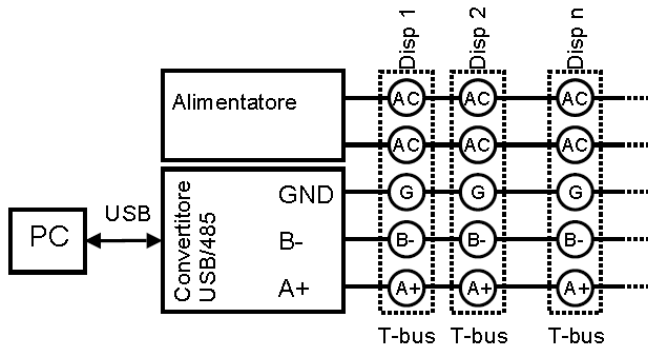 Disp 1
Disp 2
Disp n
Alimentatore
AC AC AC
AC AC AC
GND G G G
USB
PC
Convertitore
USB/485
B- B- B- B-
A+ A+ A+ A+
T-bus T-bus T-bus